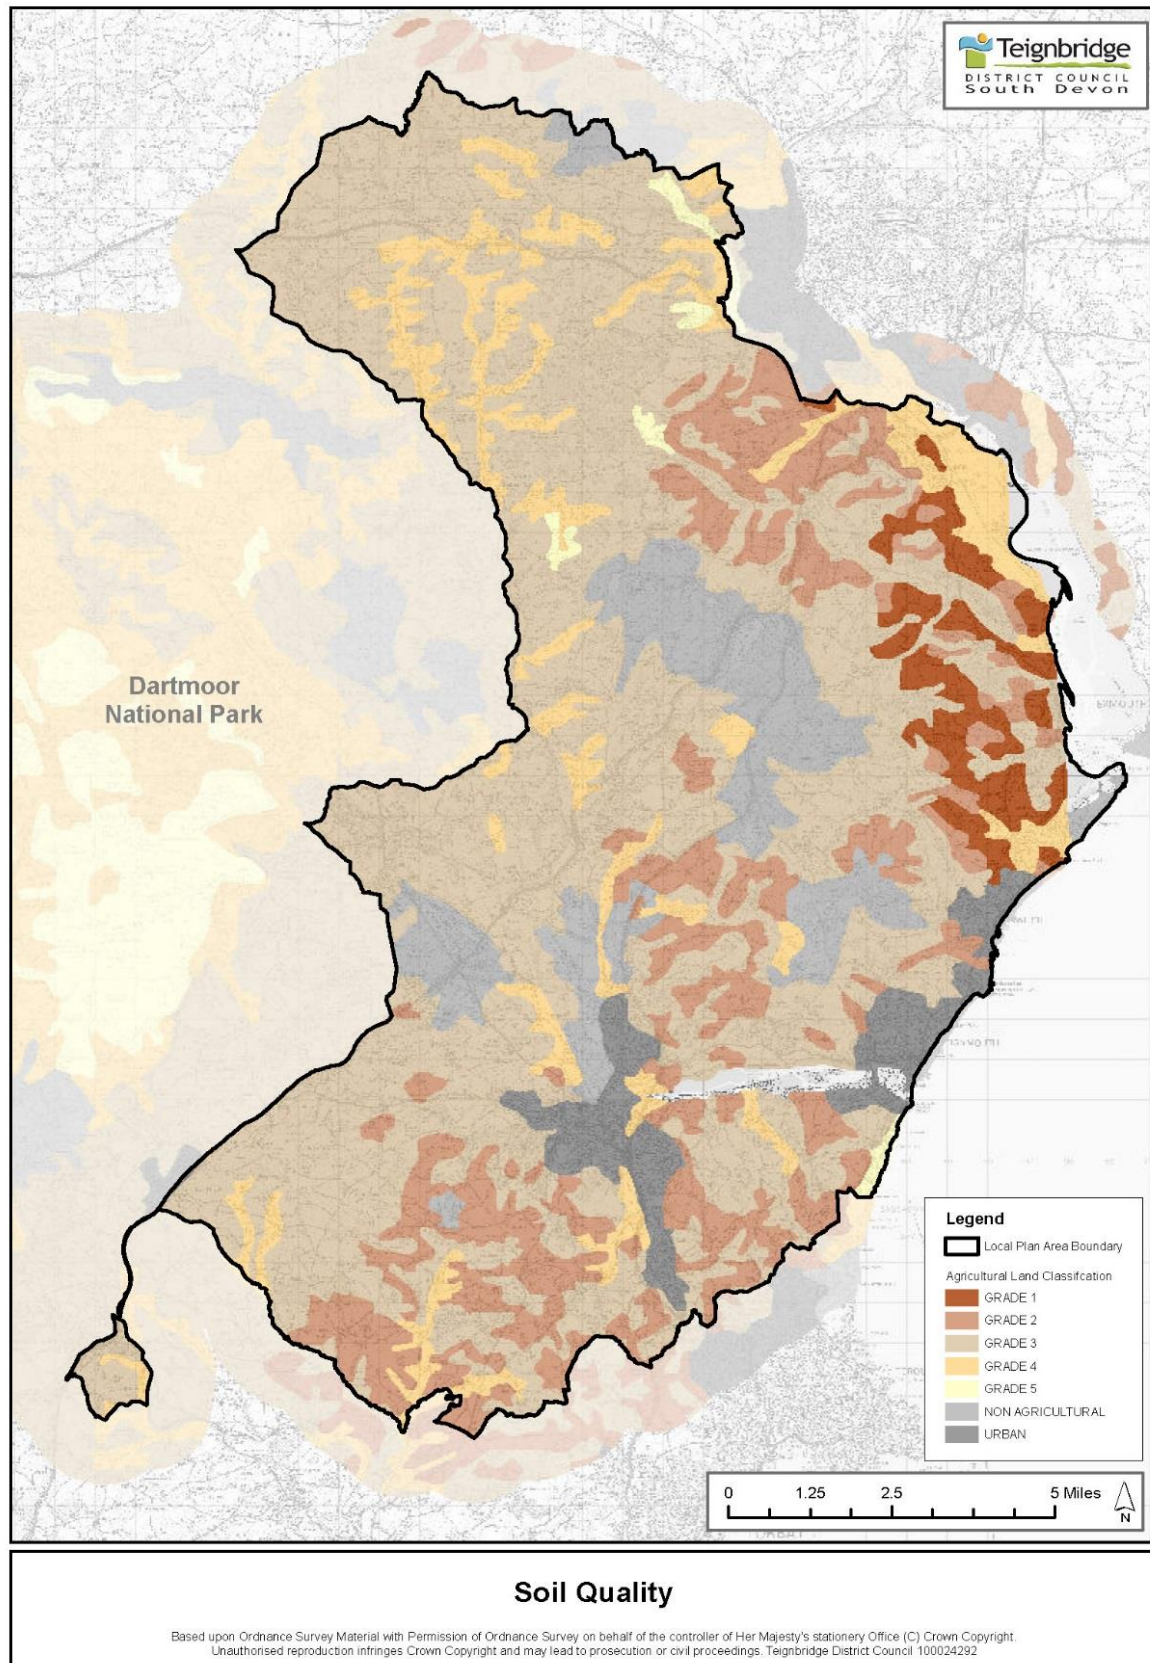 Teignbridge
DISTRICT COUNCIL
South Devon
Dartmoor
National Park
Legend
Local Plan Area Boundary
Agricultural Land Classifcation
GRADE 1
GRADE 2
GRADE 3
GRADE 4
GRADE 5
NON AGRICULTURAL
URBAN
0 1.25 2.5 5 Miles
N
Soil Quality
Based upon Ordnance Survey Material with Permission of Ordnance Survey on behalf of the controller of Her Majesty's stationery Office (C) Crown Copyright.
Unauthorised reproduction infringes Crown Copyright and may lead to prosecution or civil proceedings. Teignbridge District Council 100024292